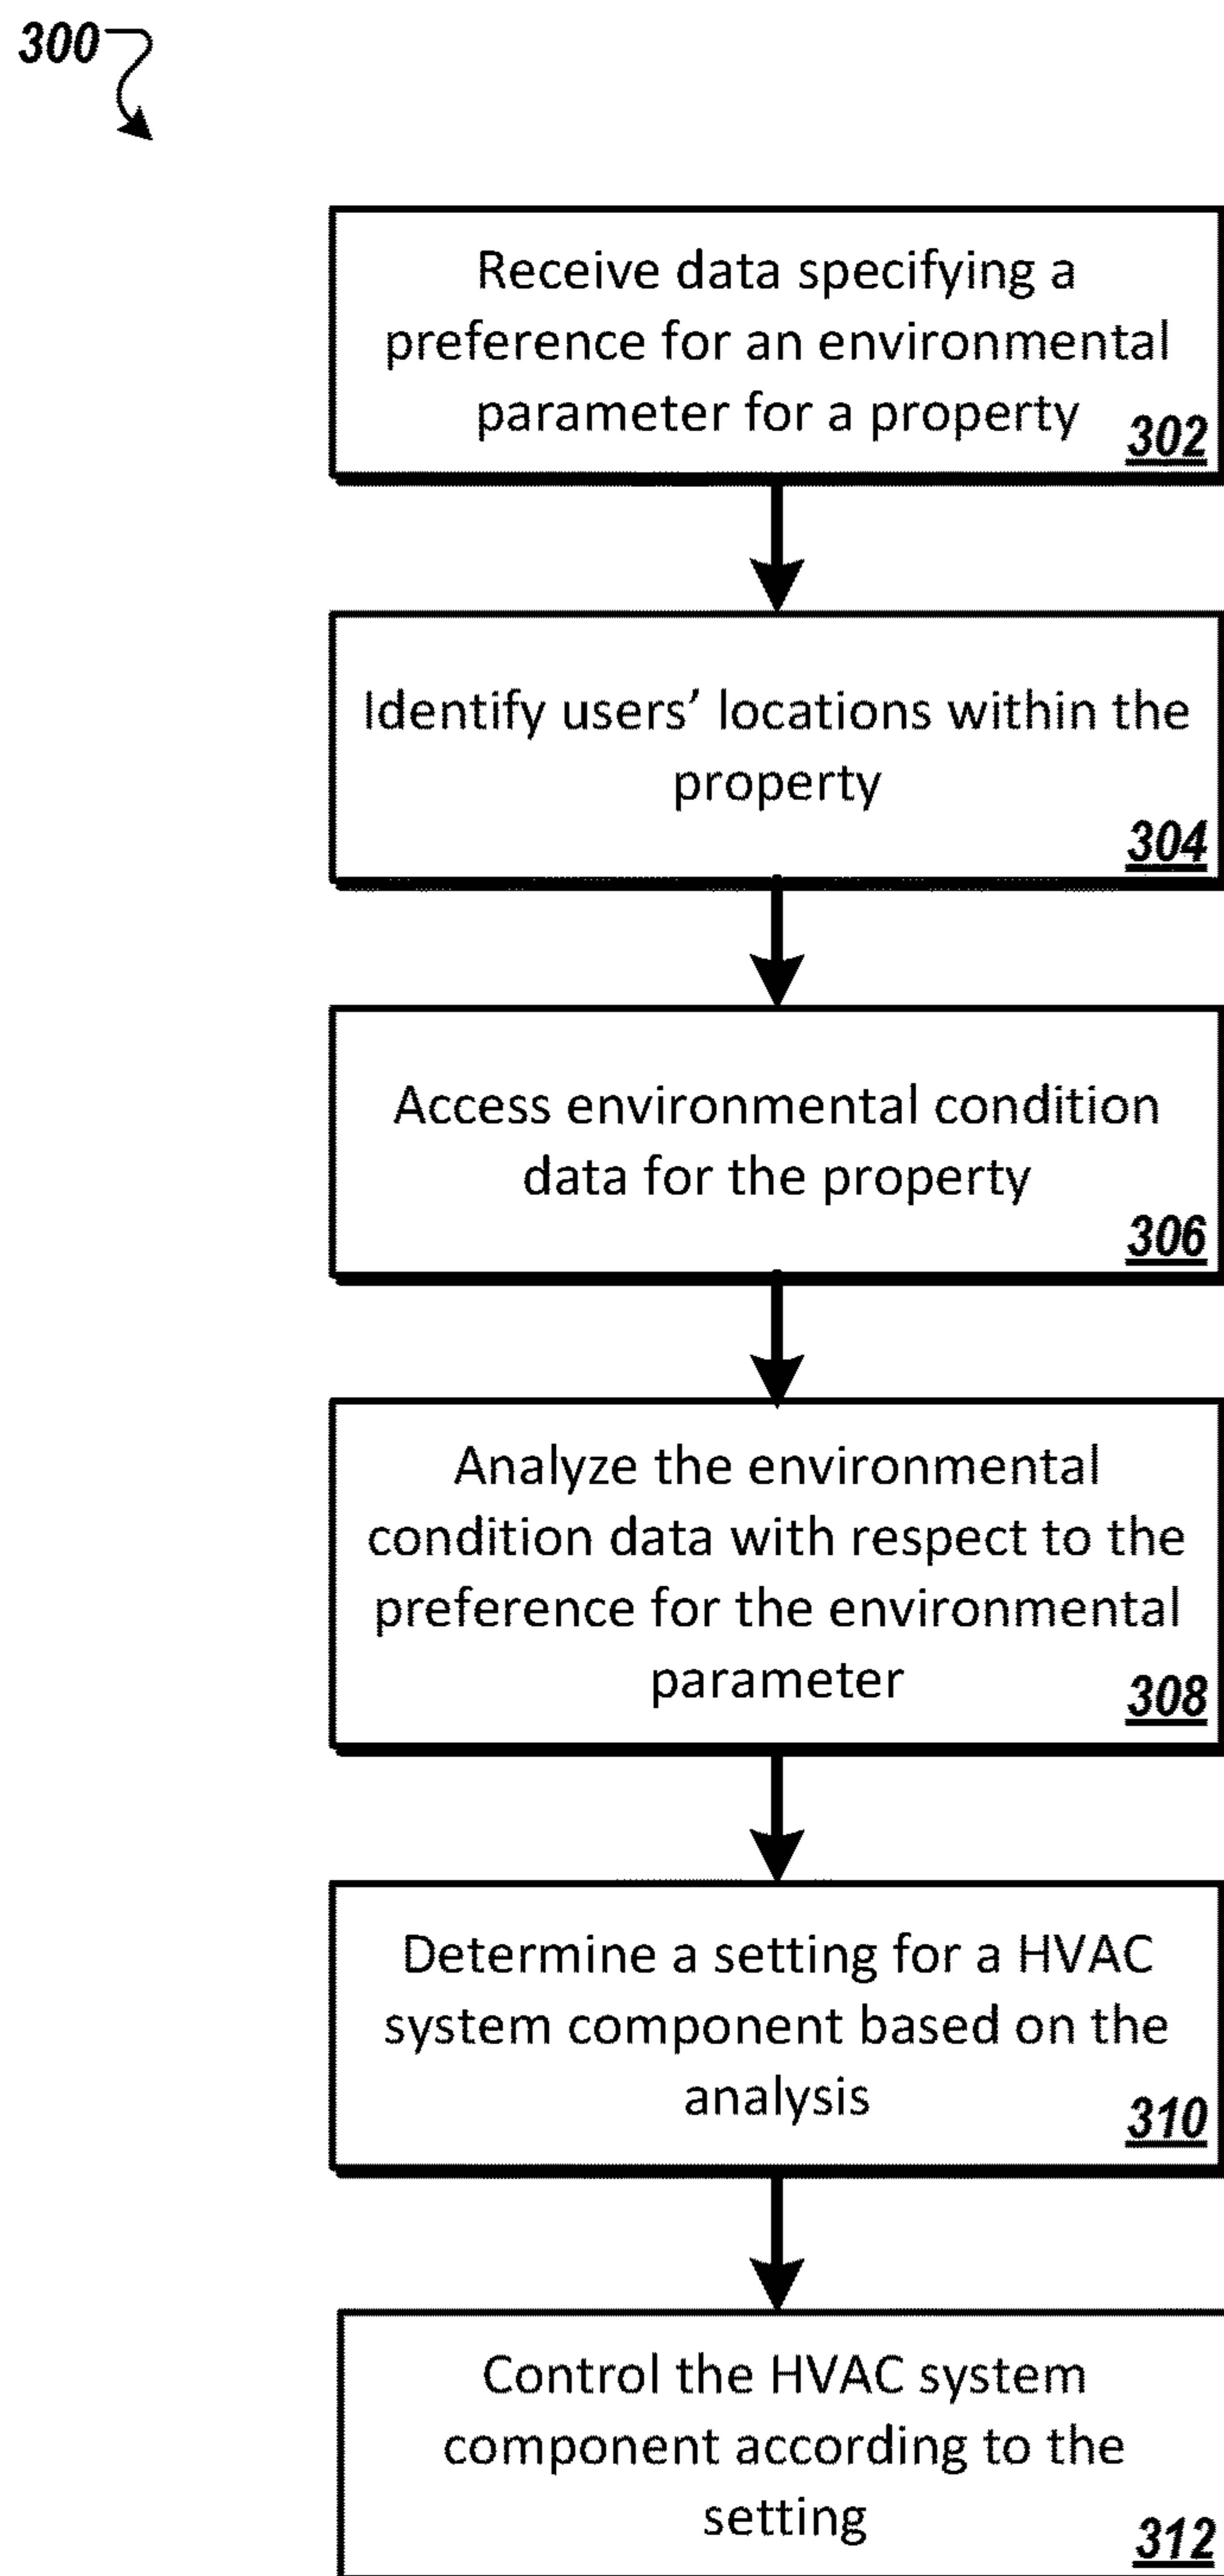 300
Receive data specifying a
preference for an environmental
parameter for a property
302
Identify users’ locations within the
property
304
Access environmental condition
data for the property
306
Analyze the environmental
condition data with respect to the
preference for the environmental
parameter
308
Determine a setting for a HVAC
system component based on the
analysis
310
Control the HVAC system
component according to the
setting
312